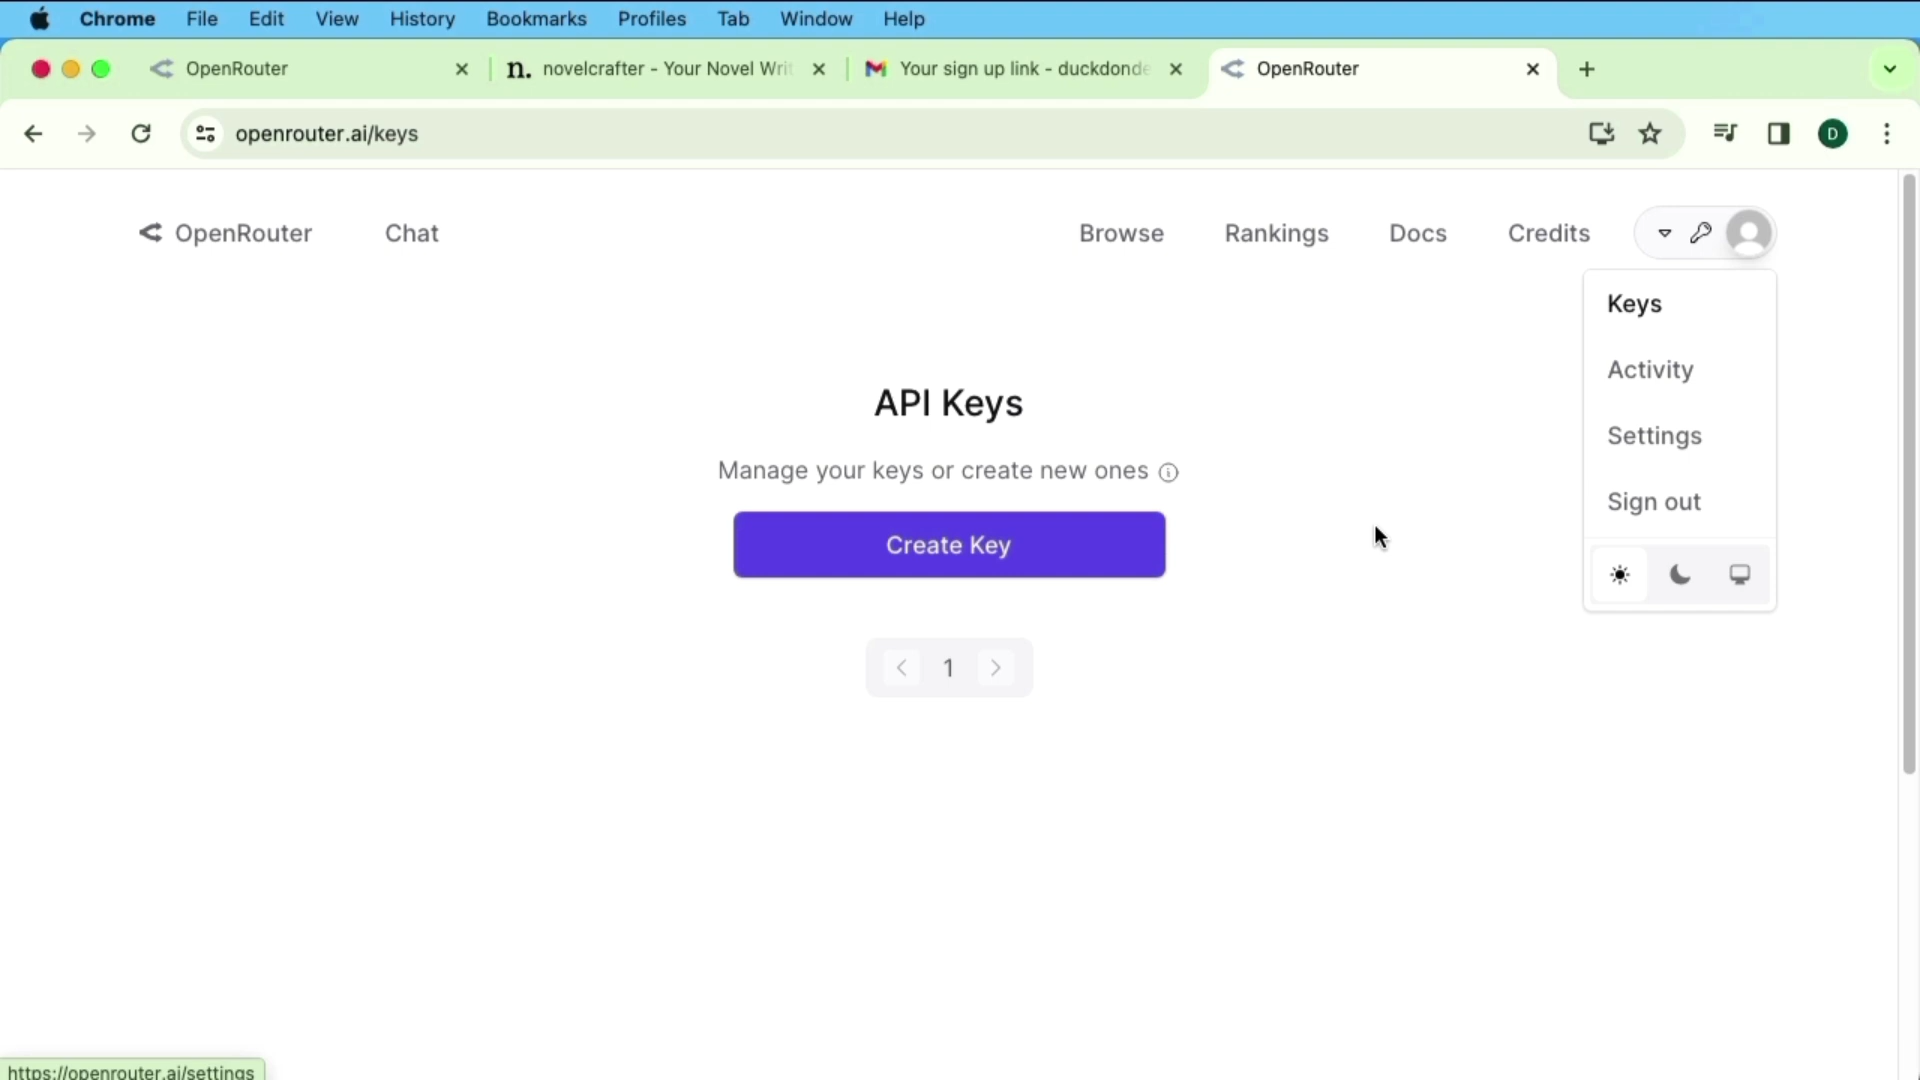 Chrome File Edit View History Bookmarks Profiles Tab Window Help
OpenRouter n. novelcrafter - Your Novel Writ Your sign up link - duckdonde OpenRouter
openrouter.ai/keys D
OpenRouter Chat Browse Rankings Docs Credits
Keys
Activity
API Keys
Settings
Manage your keys or create new ones
Sign out
Create Key
1
https://openrouter.ai/settings